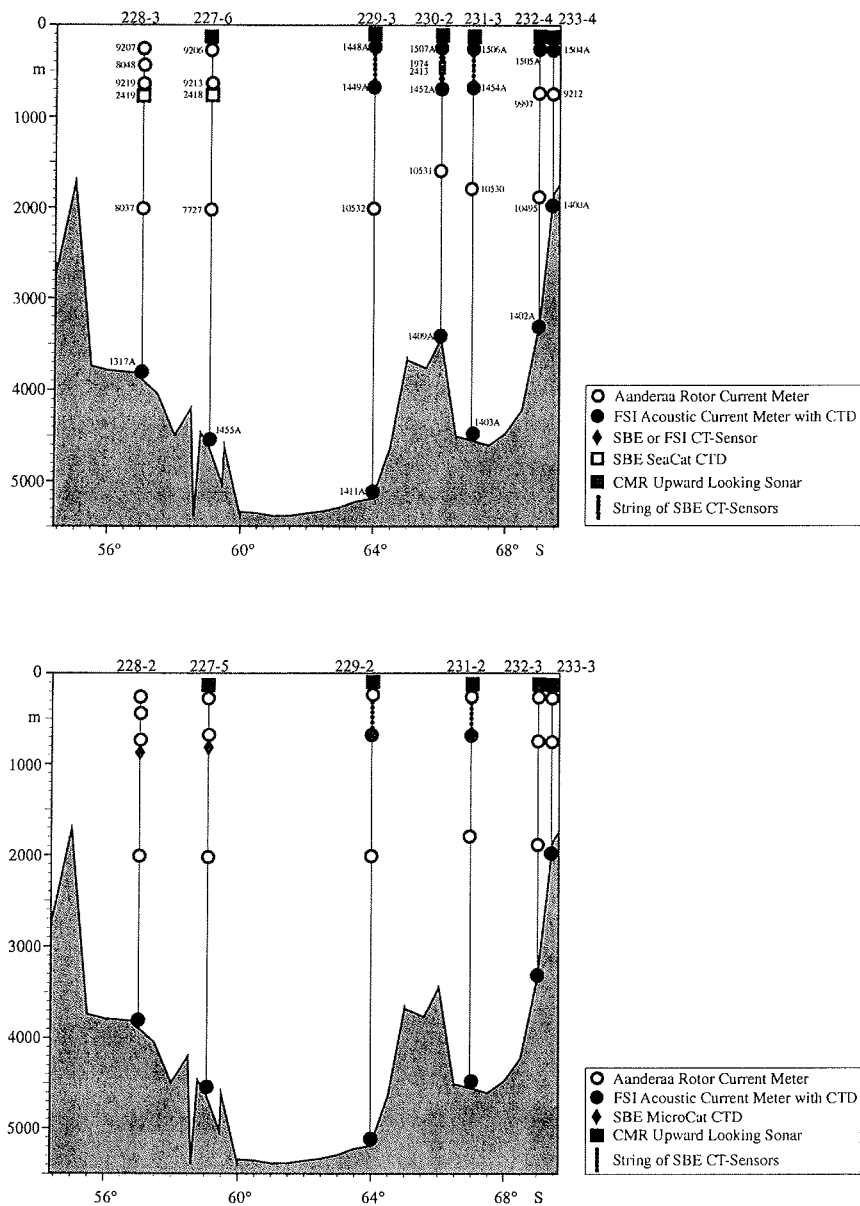 228-3 227-6 229-3 230-2 231-3 232-4 233-4
0
9207 9206 1448A 1507A 1506A 1505A 1504A
m
8048 1974
2413
9219 9213 1449A 1452A 1454A
2419 2418 9997 9212
1000
10531
10530
10495 1400A
2000
8037 7727 10532
3000
1402A
1409A
1317A
4000
1455A 1403A
5000
1411A
56° 60° 64° 68° S
Aanderaa Rotor Current Meter
FSI Acoustic Current Meter with CTD
SBE or FSI CT-Sensor
SBE SeaCat CTD
CMR Upward Looking Sonar
String of SBE CT-Sensors
228-2 227-5 229-2 231-2 232-3 233-3
0
m
1000
2000
3000
4000
5000
56° 60° 64° 68° S
Aanderaa Rotor Current Meter
FSI Acoustic Current Meter with CTD
SBE MicroCat CTD
CMR Upward Looking Sonar
String of SBE CT-Sensors